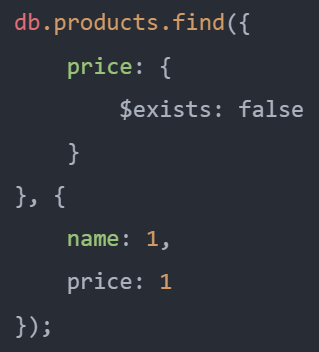 db.products.find({
    price: {
        $exists: false
    }
}, {
    name: 1,
    price: 1
});